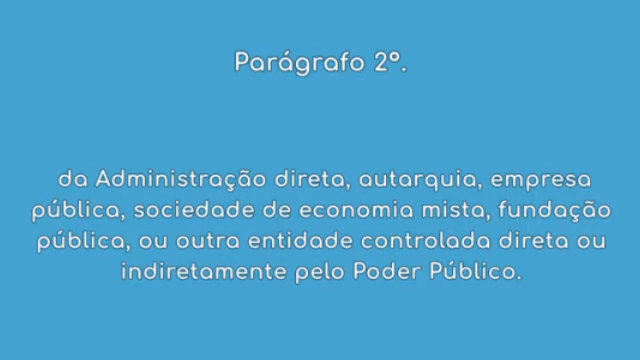 Parágrafo 2º.
da Administração direta, autarquia, empresa
pública, sociedade de economia mista, fundação
pública, ou outra entidade controlada direta ou
indiretamente pelo Poder Público.